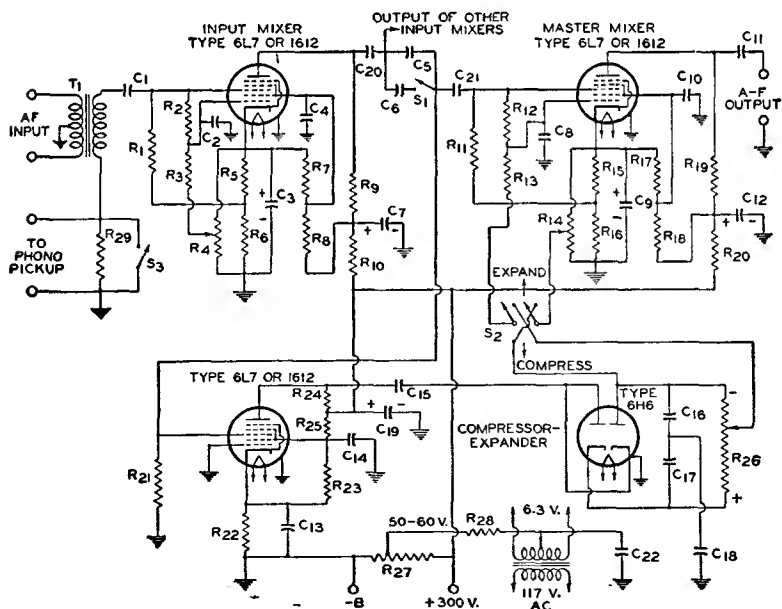 INPUT MIXER
TYPE 6L7 OR 1612
OUTPUT OF OTHER
INPUT MIXERS
MASTER MIXER
TYPE 6L7 OR 1612
C11
C20
C5
C6
S1
C21
C10
T1
C1
R2
C2
C4
R12
C8
A-F
OUTPUT
AF
INPUT
R1
R3
R5
C3
R7
R9
R11
R13
R15
R17
R19
R4
R6
R8
C7
R10
R14
R16
C9
R18
C12
R20
+
-
+ -
+
-
+ -
TO
PHONO
PICKUP
R29
S3
EXPAND
S2
COMPRESS
TYPE 6L7 OR 1612
R24
C15
TYPE
6H6
C16
-
R25
+ -
C19
COMPRESSOR-
EXPANDER
R26
R21
C14
R23
C17
+
R22
C13
50-60 V.
R28
6.3 V.
R27
C22
C18
-B
+300 V.
117 V.
AC